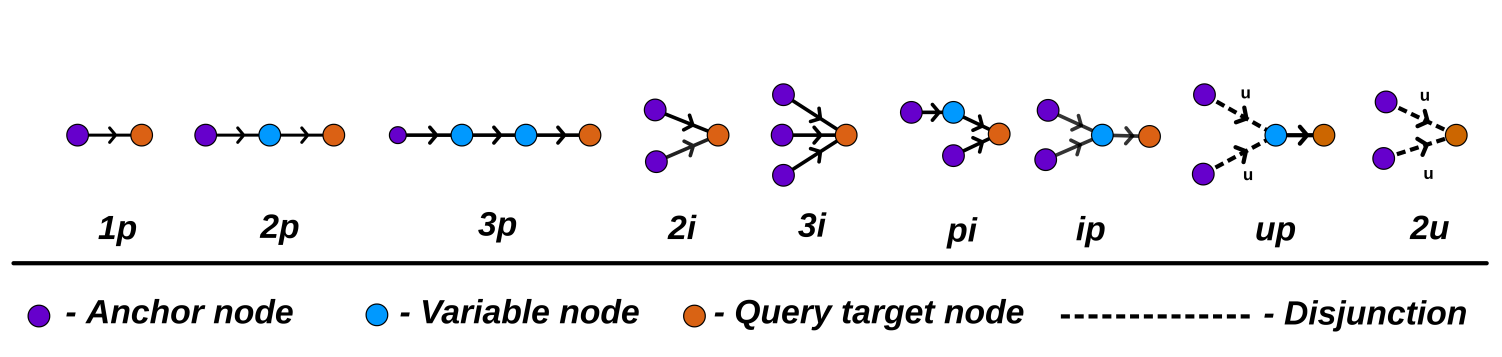 u u
u u
1p 2p 3p 2i 3i pi ip up 2u
- Anchor node - Variable node - Query target node - Disjunction